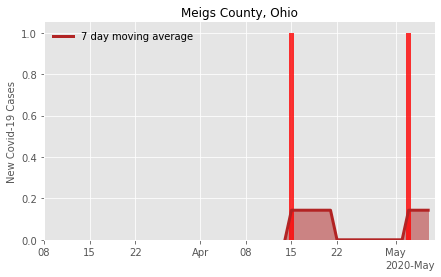 Meigs County, Ohio
7 day moving average
New Covid-19 Cases
1.0
0.8
0.6
0.4
0.2
0.0
08 15 22 Apr 08 15 22 May
2020-May